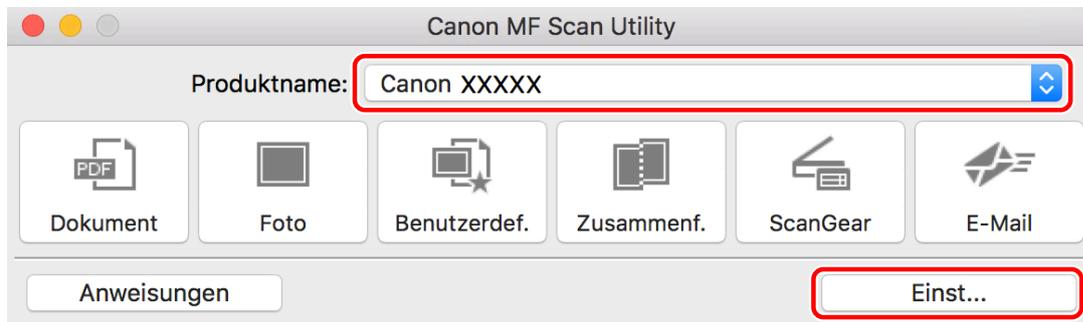 Canon MF Scan Utility
Produktname: Canon XXXXX
PDF
Dokument Foto Benutzerdef. Zusammenf. ScanGear E-Mail
Anweisungen Einst...